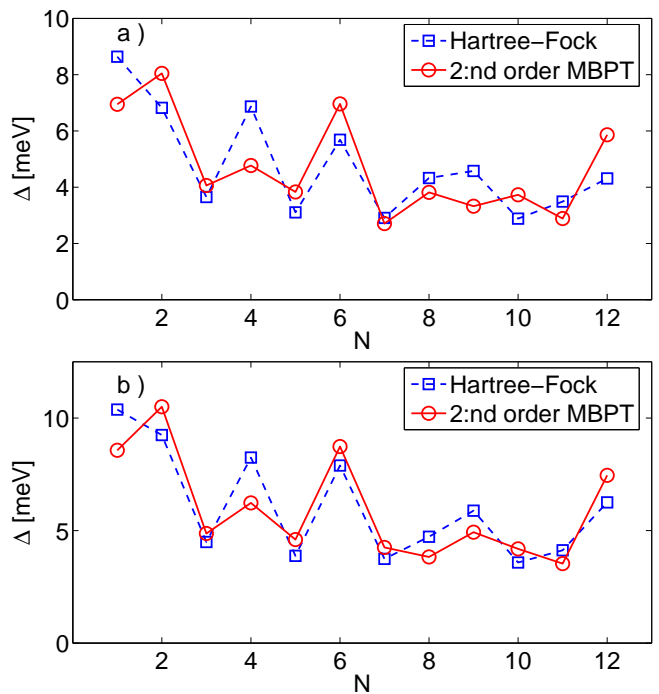 a )
Hartree−Fock
2:nd order MBPT
10
8
6
4
2
0
Δ [meV]
2 4 6 8 10 12
N
b )
Hartree−Fock
2:nd order MBPT
10
5
0
Δ [meV]
2 4 6 8 10 12
N